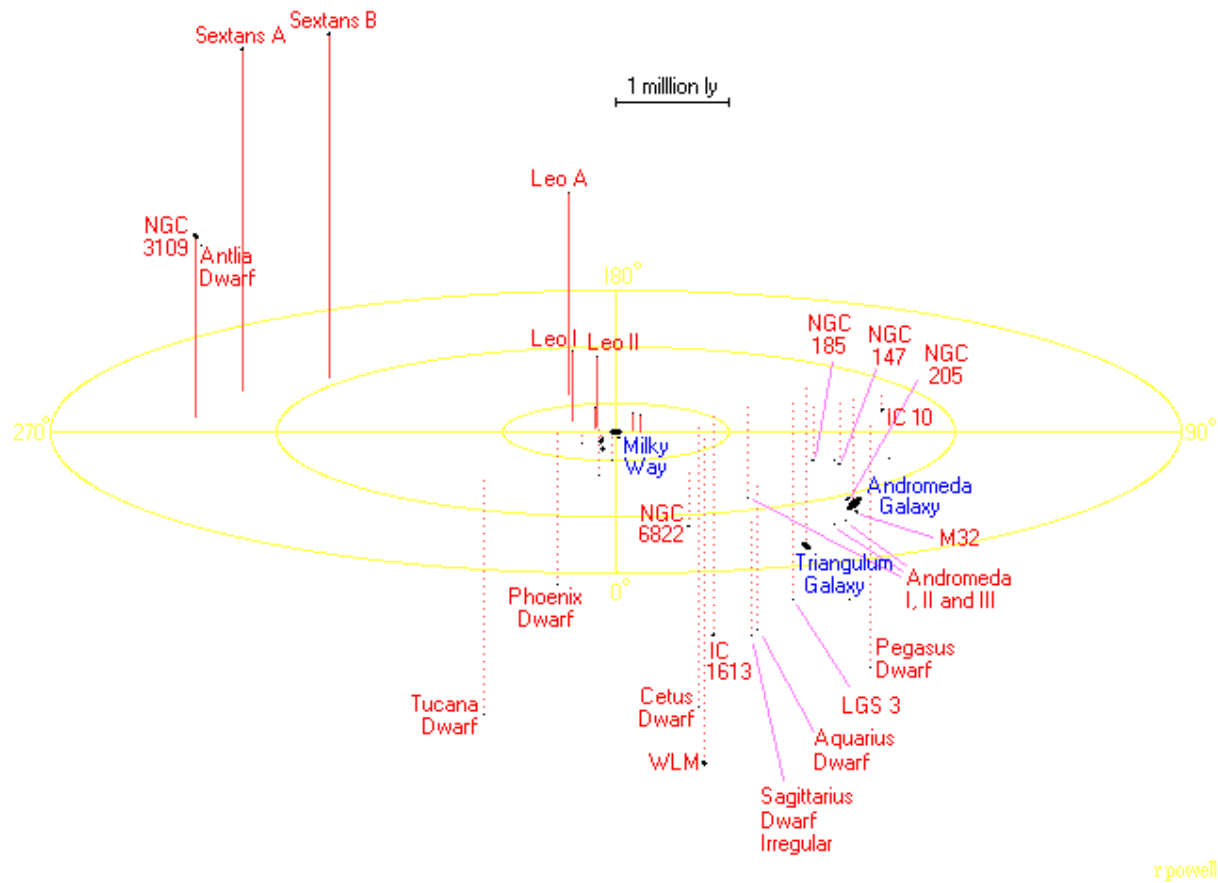 Sextans A
Sextans B
1 milllion ly
Leo A
NGC
3109
Antlia
Dwarf
180°
NGC
185
NGC
147
NGC
205
Leo I
Leo II
IC 10
270°
90°
Milky
Way
Andromeda
Galaxy
NGC
6822
M32
Triangulum
Galaxy
Andromeda
I, II and III
0°
Phoenix
Dwarf
IC
1613
Pegasus
Dwarf
Tucana
Dwarf
Cetus
Dwarf
LGS 3
Aquarius
Dwarf
WLM
Sagittarius
Dwarf
Irregular
r powell